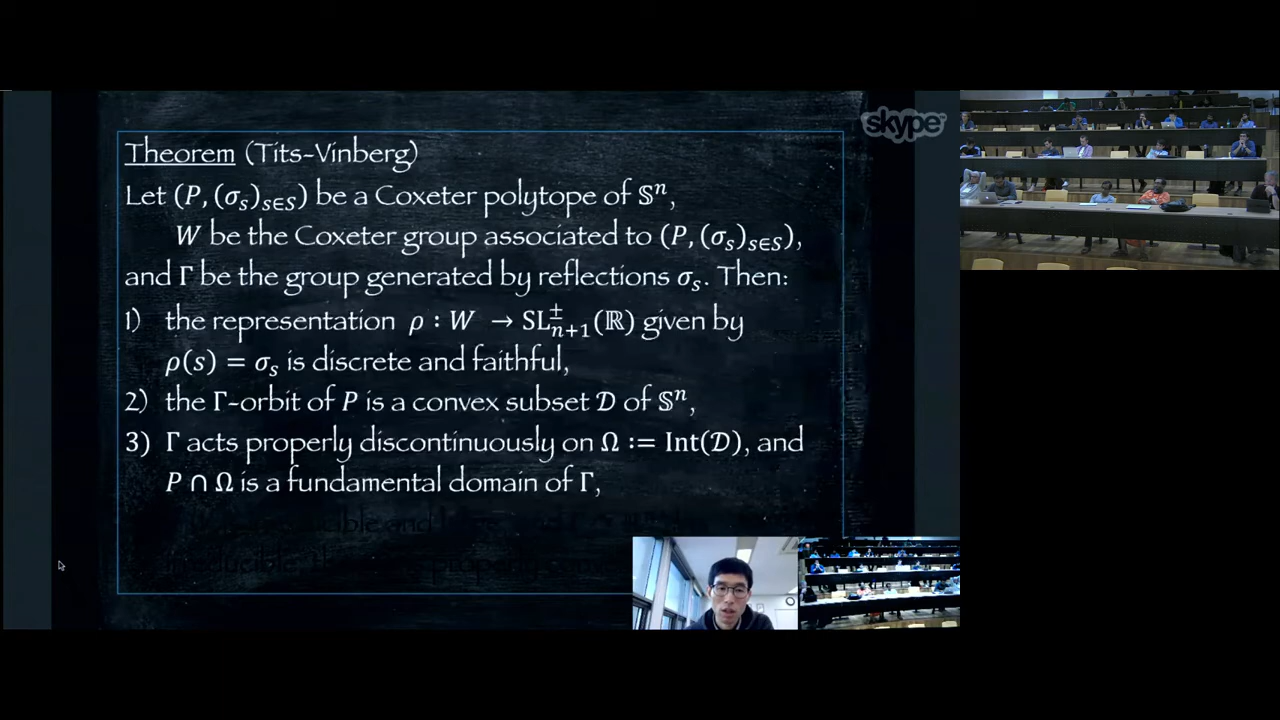 skype
Theorem (Tits-Vinberg)
Let (P, (σ_s)_{s∈S}) be a Coxeter polytope of 𝕊ⁿ,
W be the Coxeter group associated to (P, (σ_s)_{s∈S}),
and Γ be the group generated by reflections σ_s. Then:
1) the representation ρ : W → SL^±_{n+1}(ℝ) given by
ρ(s) = σ_s is discrete and faithful,
2) the Γ-orbit of P is a convex subset 𝒟 of 𝕊ⁿ,
3) Γ acts properly discontinuously on Ω := Int(𝒟), and
P ∩ Ω is a fundamental domain of Γ,